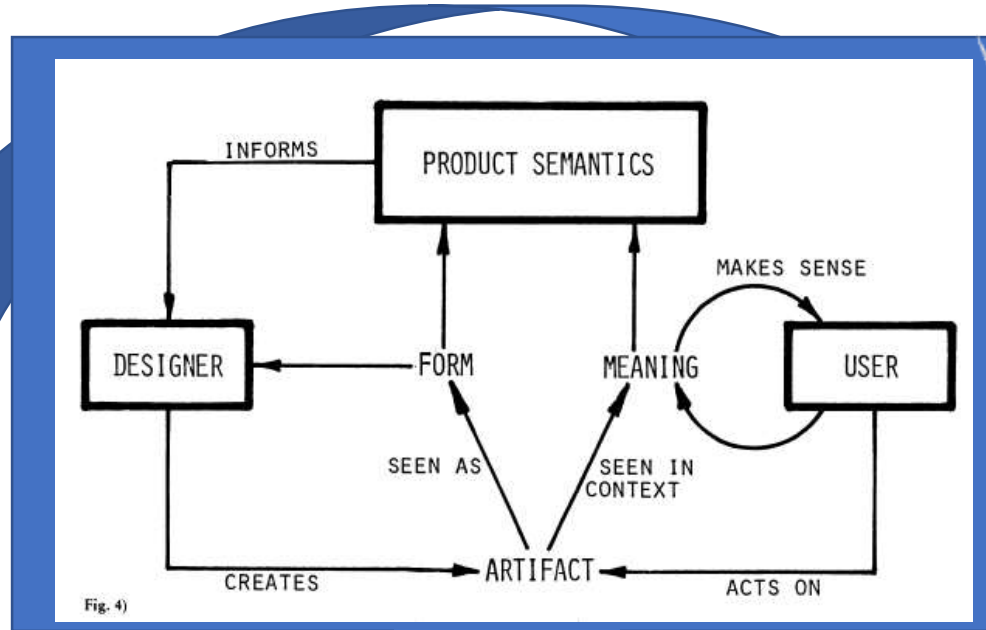 INFORMS
PRODUCT SEMANTICS
MAKES SENSE
DESIGNER
FORM
MEANING
USER
SEEN AS
SEEN IN
CONTEXT
ARTIFACT
CREATES
ACTS ON
Fig. 4)